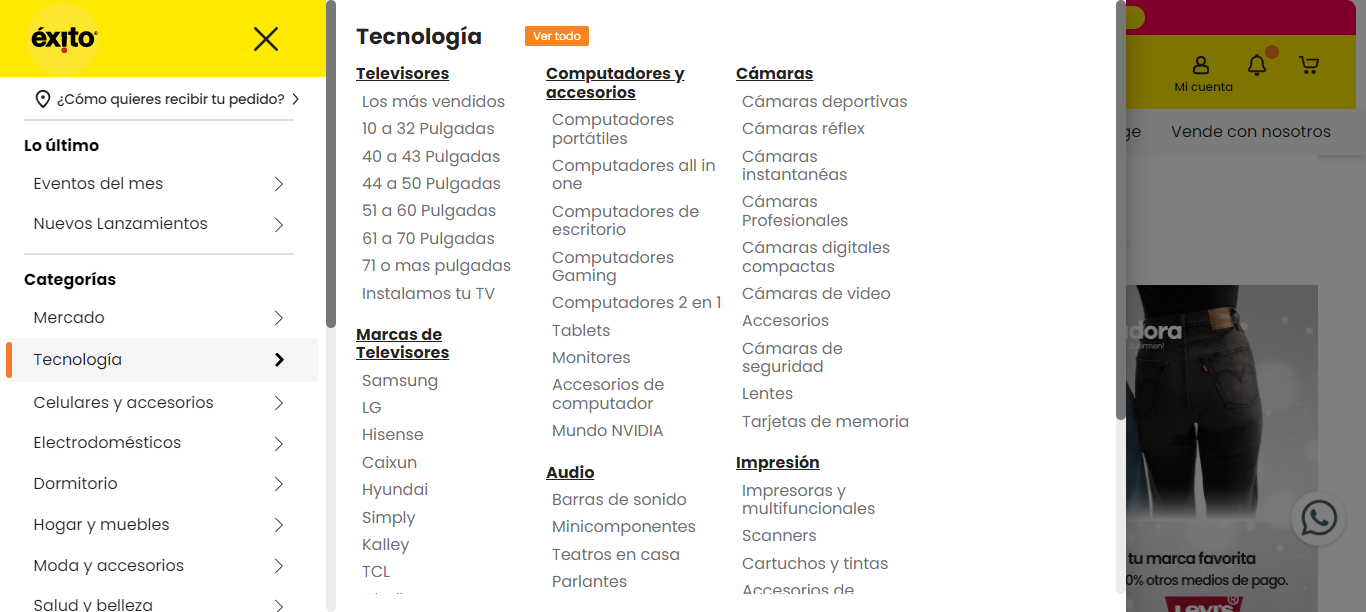 éxito
¿Cómo quieres recibir tu pedido?
Lo último
Eventos del mes
Nuevos Lanzamientos
Categorías
Mercado
Tecnología
Celulares y accesorios
Electrodomésticos
Dormitorio
Hogar y muebles
Moda y accesorios
Salud y belleza
Tecnología
Ver todo
Televisores
Los más vendidos
10 a 32 Pulgadas
40 a 43 Pulgadas
44 a 50 Pulgadas
51 a 60 Pulgadas
61 a 70 Pulgadas
71 o mas pulgadas
Instalamos tu TV
Marcas de
Televisores
Samsung
LG
Hisense
Caixun
Hyundai
Simply
Kalley
TCL
Computadores y
accesorios
Computadores
portátiles
Computadores all in
one
Computadores de
escritorio
Computadores
Gaming
Computadores 2 en 1
Tablets
Monitores
Accesorios de
computador
Mundo NVIDIA
Audio
Barras de sonido
Minicomponentes
Teatros en casa
Parlantes
Cámaras
Cámaras deportivas
Cámaras réflex
Cámaras
instantanéas
Cámaras
Profesionales
Cámaras digitales
compactas
Cámaras de video
Accesorios
Cámaras de
seguridad
Lentes
Tarjetas de memoria
Impresión
Impresoras y
multifuncionales
Scanners
Cartuchos y tintas
Accesorios de
Mi cuenta
ge
Vende con nosotros
adora
uermen!
tu marca favorita
0% otros medios de pago.
Levi's